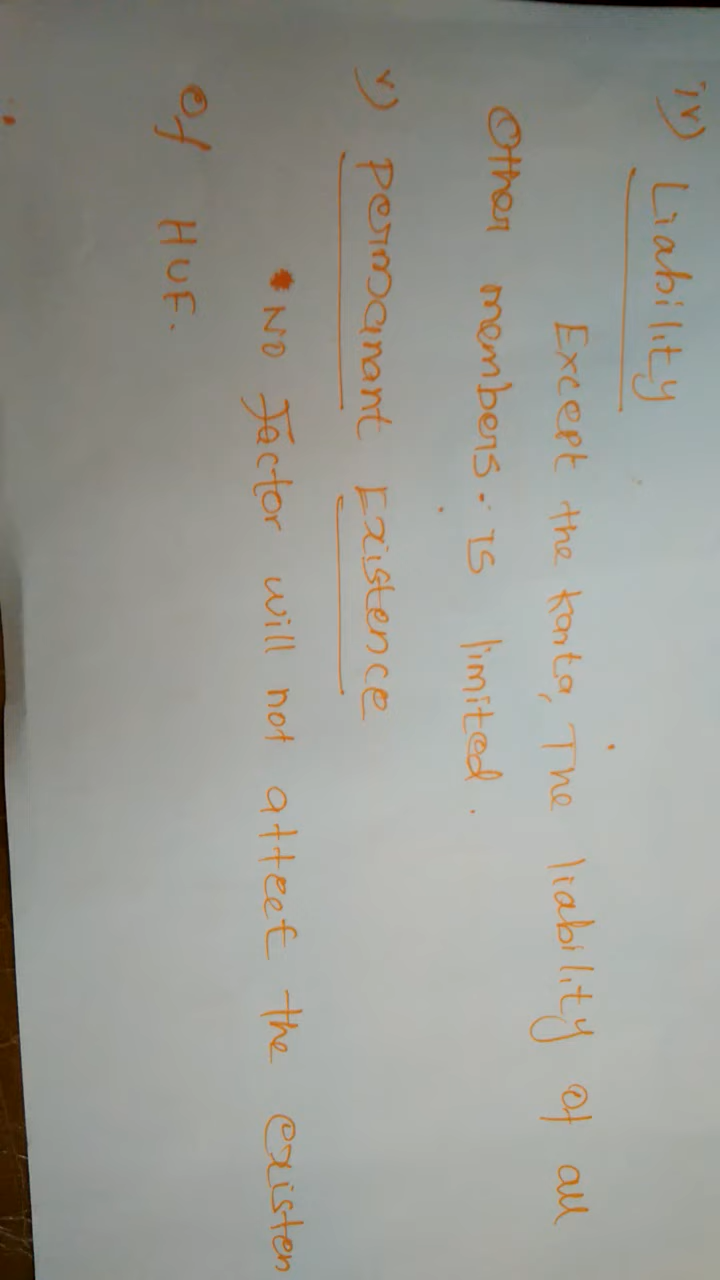 iv) Liability
Except the karta, The liability of all
Other members. is limited.
v) Permanant Existence
• No Factor will not affect the existen
Of HUF.